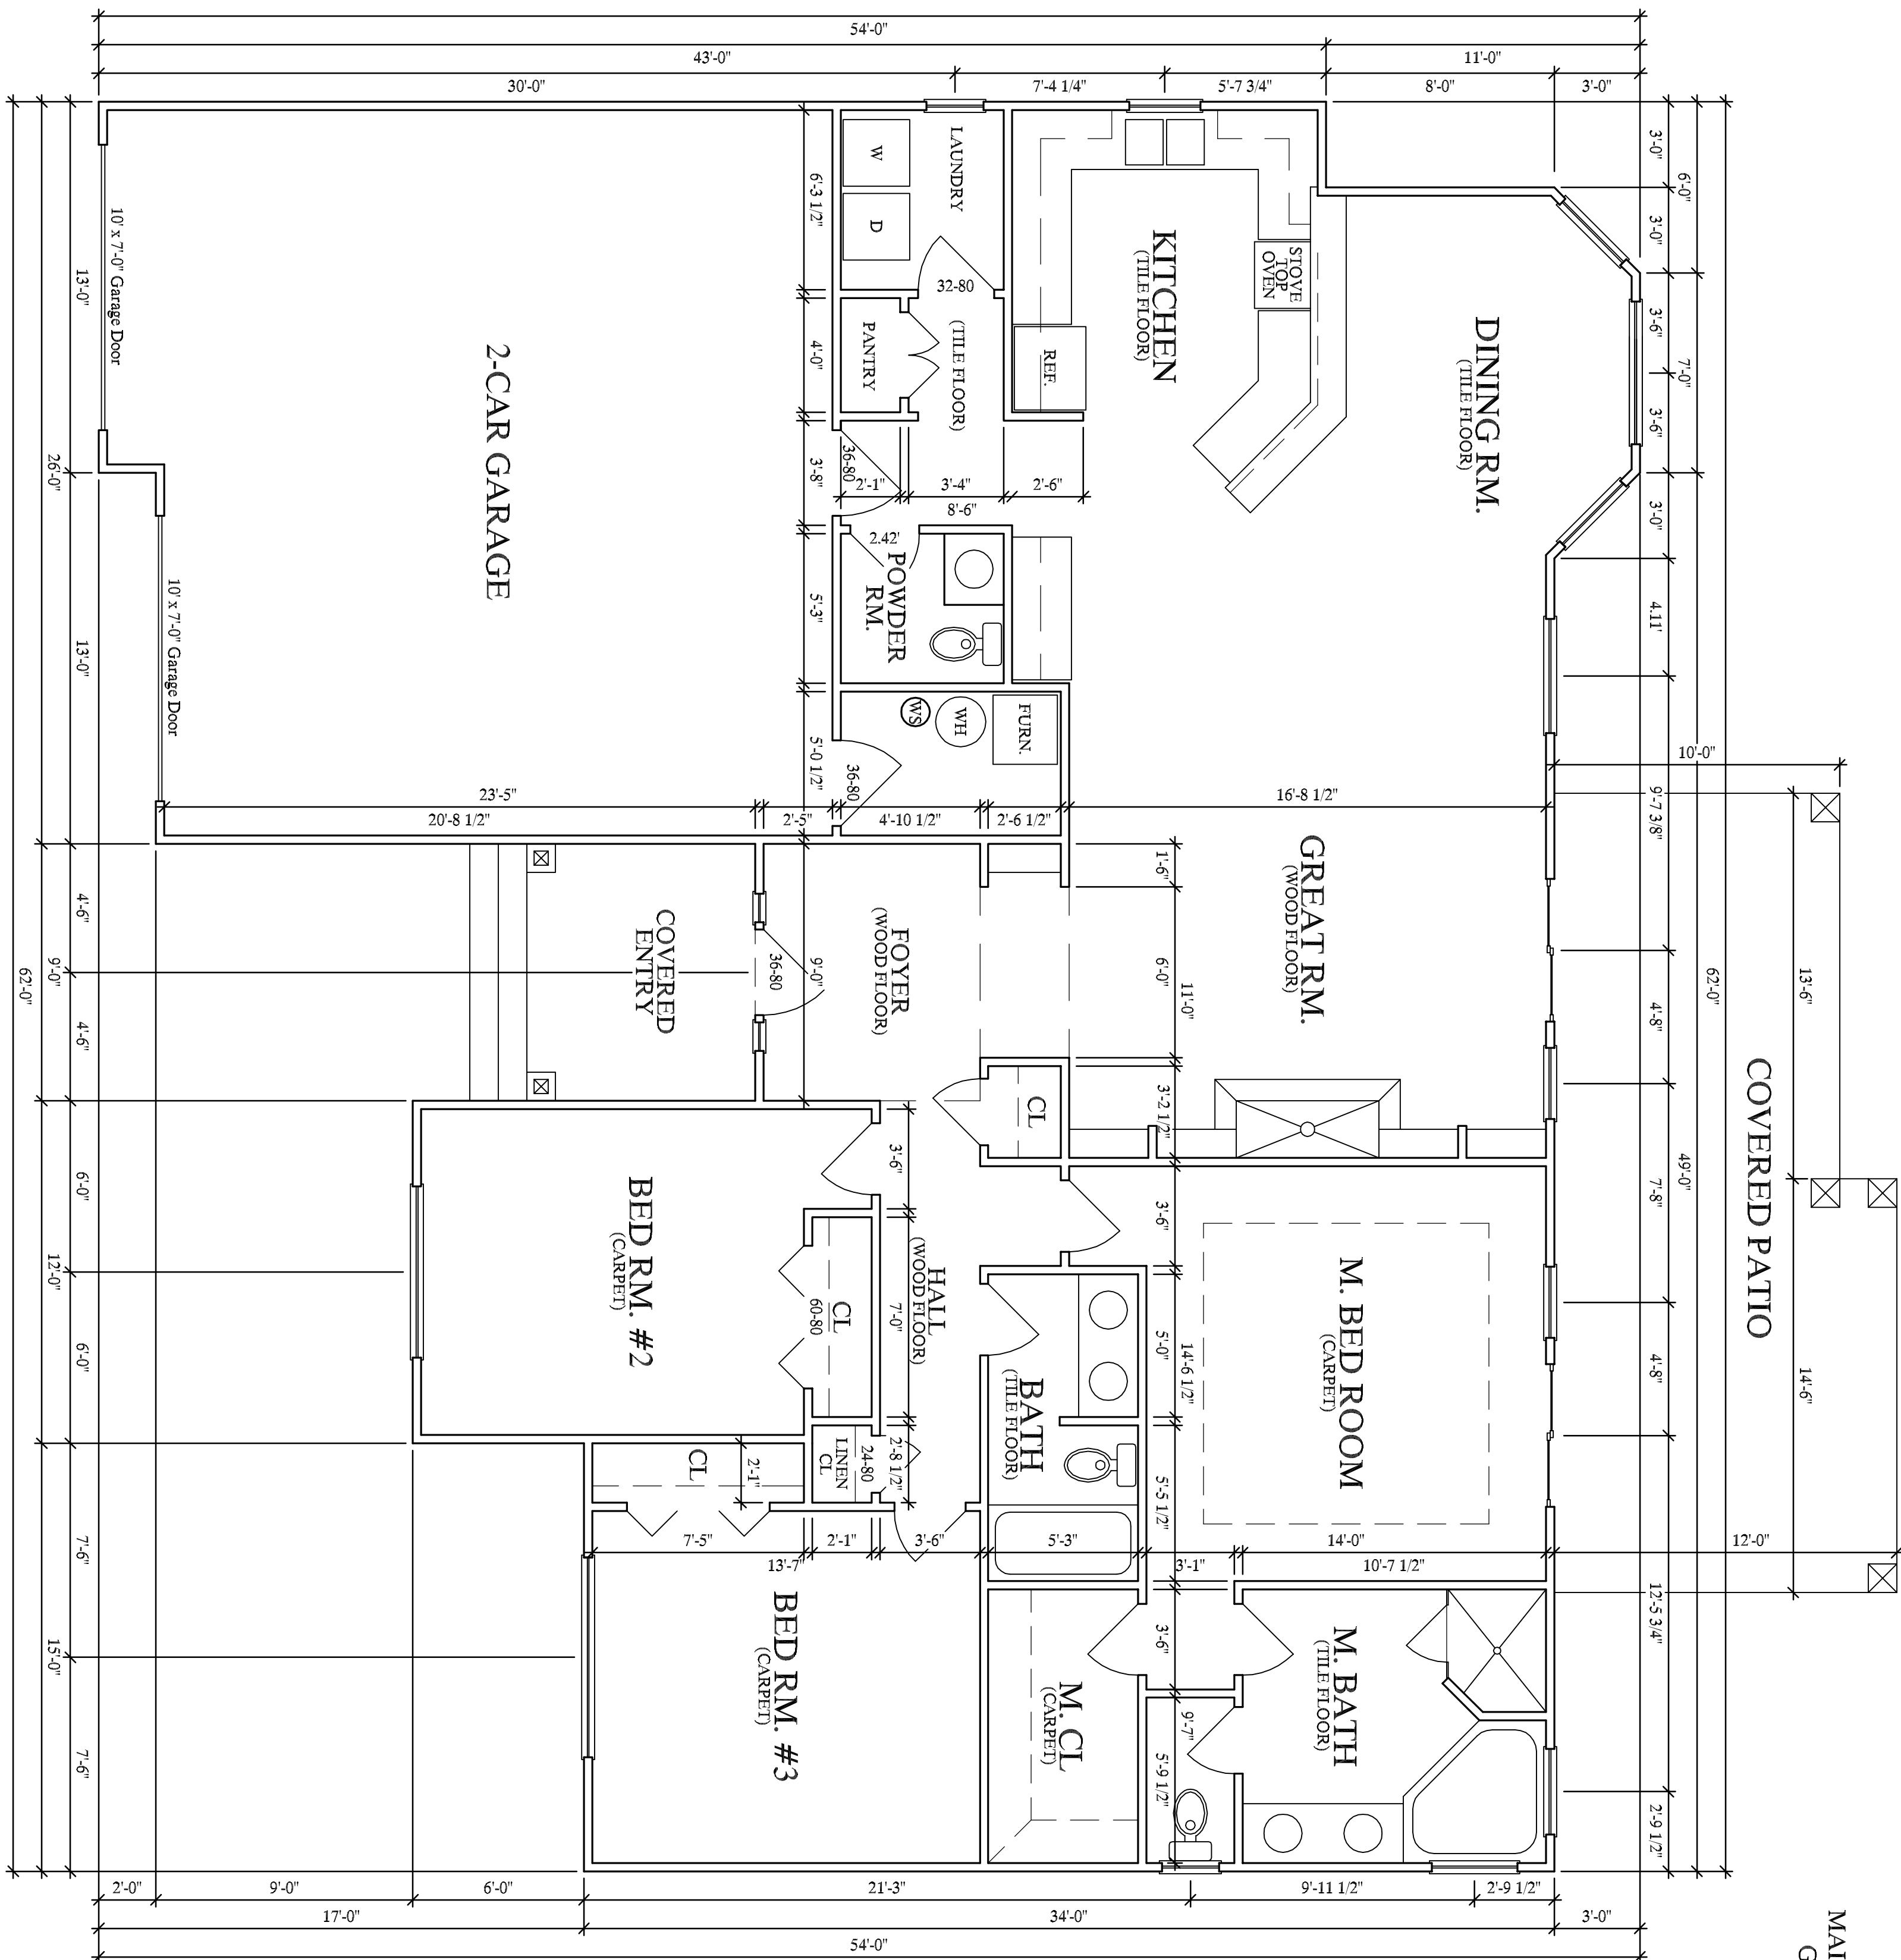 54'-0"
43'-0"
11'-0"
30'-0"
7'-4 1/4"
5'-7 3/4"
8'-0"
3'-0"
3'-0"
6'-0"
3'-0"
3'-6"
7'-0"
3'-6"
3'-0"
4.11'
10'-0"
9'-7 3/8"
62'-0"
13'-6"
4'-8"
49'-0"
7'-8"
4'-8"
14'-6"
12'-0"
12'-5 3/4"
2'-9 1/2"
COVERED PATIO
10' x 7'-0" Garage Door
10' x 7'-0" Garage Door
2-CAR GARAGE
6'-3 1/2"
4'-0"
3'-8"
5'-3"
5'-0 1/2"
9'-0"
W
D
LAUNDRY
32-80
PANTRY
(TILE FLOOR)
36-80
2'-1"
3'-4"
2'-6"
8'-6"
2.42'
POWDER
RM.
WS
WH
FURN.
36-80
REF.
KITCHEN
(TILE FLOOR)
STOVE
TOP
OVEN
DINING RM.
(TILE FLOOR)
23'-5"
20'-8 1/2"
2'-5"
4'-10 1/2"
2'-6 1/2"
16'-8 1/2"
GREAT RM.
(WOOD FLOOR)
1'-6"
6'-0"
11'-0"
3'-2 1/2"
COVERED
ENTRY
36-80
FOYER
(WOOD FLOOR)
CL
BED RM. #2
(CARPET)
3'-6"
7'-0"
2'-8 1/2"
CL
60-80
HALL
(WOOD FLOOR)
LINEN
CL
24-80
CL
2'-1"
BATH
(TILE FLOOR)
3'-6"
5'-0"
14'-6 1/2"
5'-5 1/2"
M. BED ROOM
(CARPET)
7'-5"
2'-1"
3'-6"
5'-3"
14'-0"
13'-7"
3'-1"
10'-7 1/2"
BED RM. #3
(CARPET)
M. CL
(CARPET)
3'-6"
9'-7"
5'-9 1/2"
M. BATH
(TILE FLOOR)
13'-0"
26'-0"
13'-0"
4'-6"
9'-0"
62'-0"
4'-6"
6'-0"
12'-0"
6'-0"
7'-6"
15'-0"
7'-6"
2'-0"
9'-0"
6'-0"
21'-3"
9'-11 1/2"
2'-9 1/2"
17'-0"
34'-0"
3'-0"
54'-0"